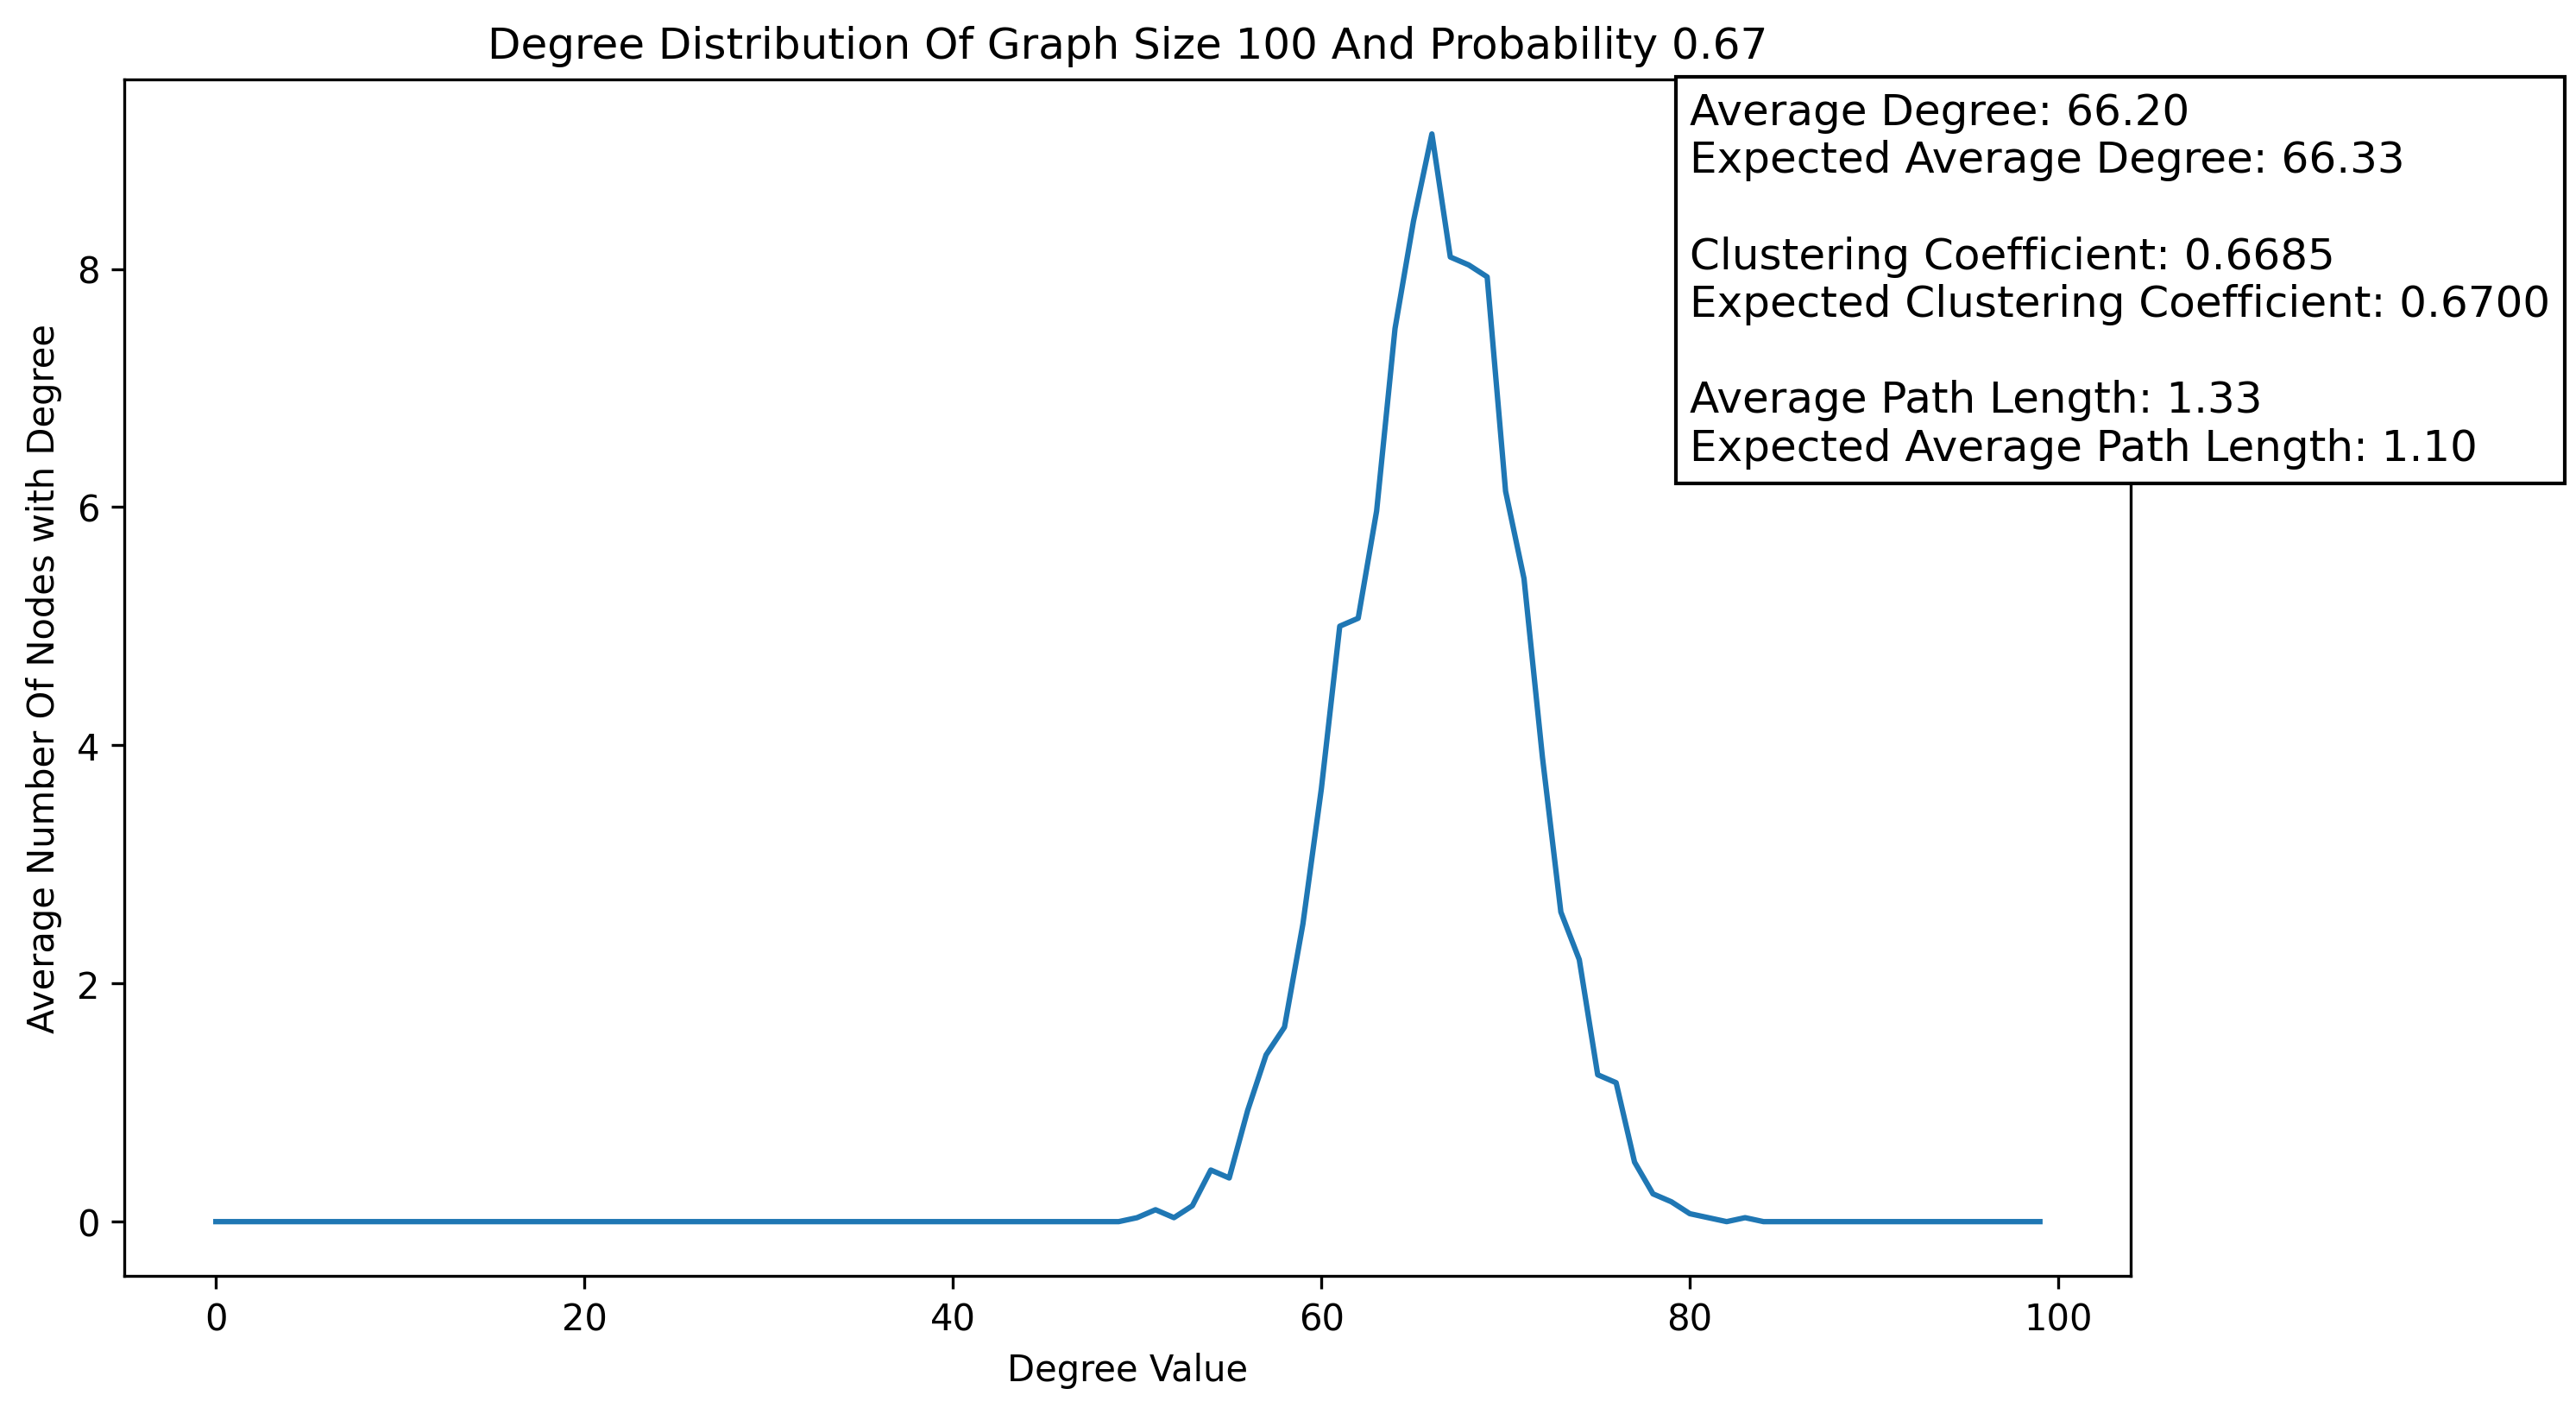 Degree Distribution Of Graph Size 100 And Probability 0.67
Average Degree: 66.20
Expected Average Degree: 66.33
Clustering Coefficient: 0.6685
Expected Clustering Coefficient: 0.6700
Average Path Length: 1.33
Expected Average Path Length: 1.10
Average Number Of Nodes with Degree
8
6
4
2
0
0 20 40 60 80 100
Degree Value